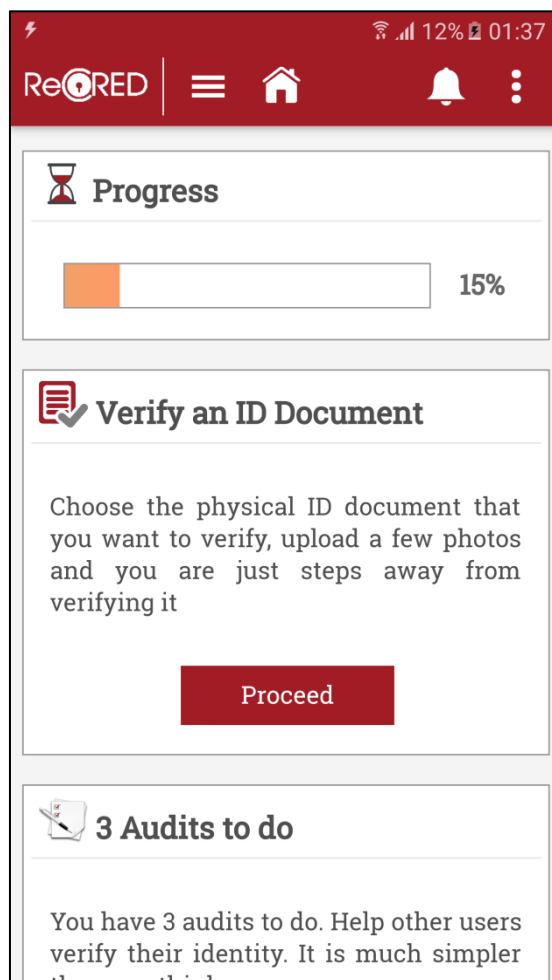 12% 01:37
ReCRED
Progress
15%
Verify an ID Document
Choose the physical ID document that
you want to verify, upload a few photos
and you are just steps away from
verifying it
Proceed
3 Audits to do
You have 3 audits to do. Help other users
verify their identity. It is much simpler